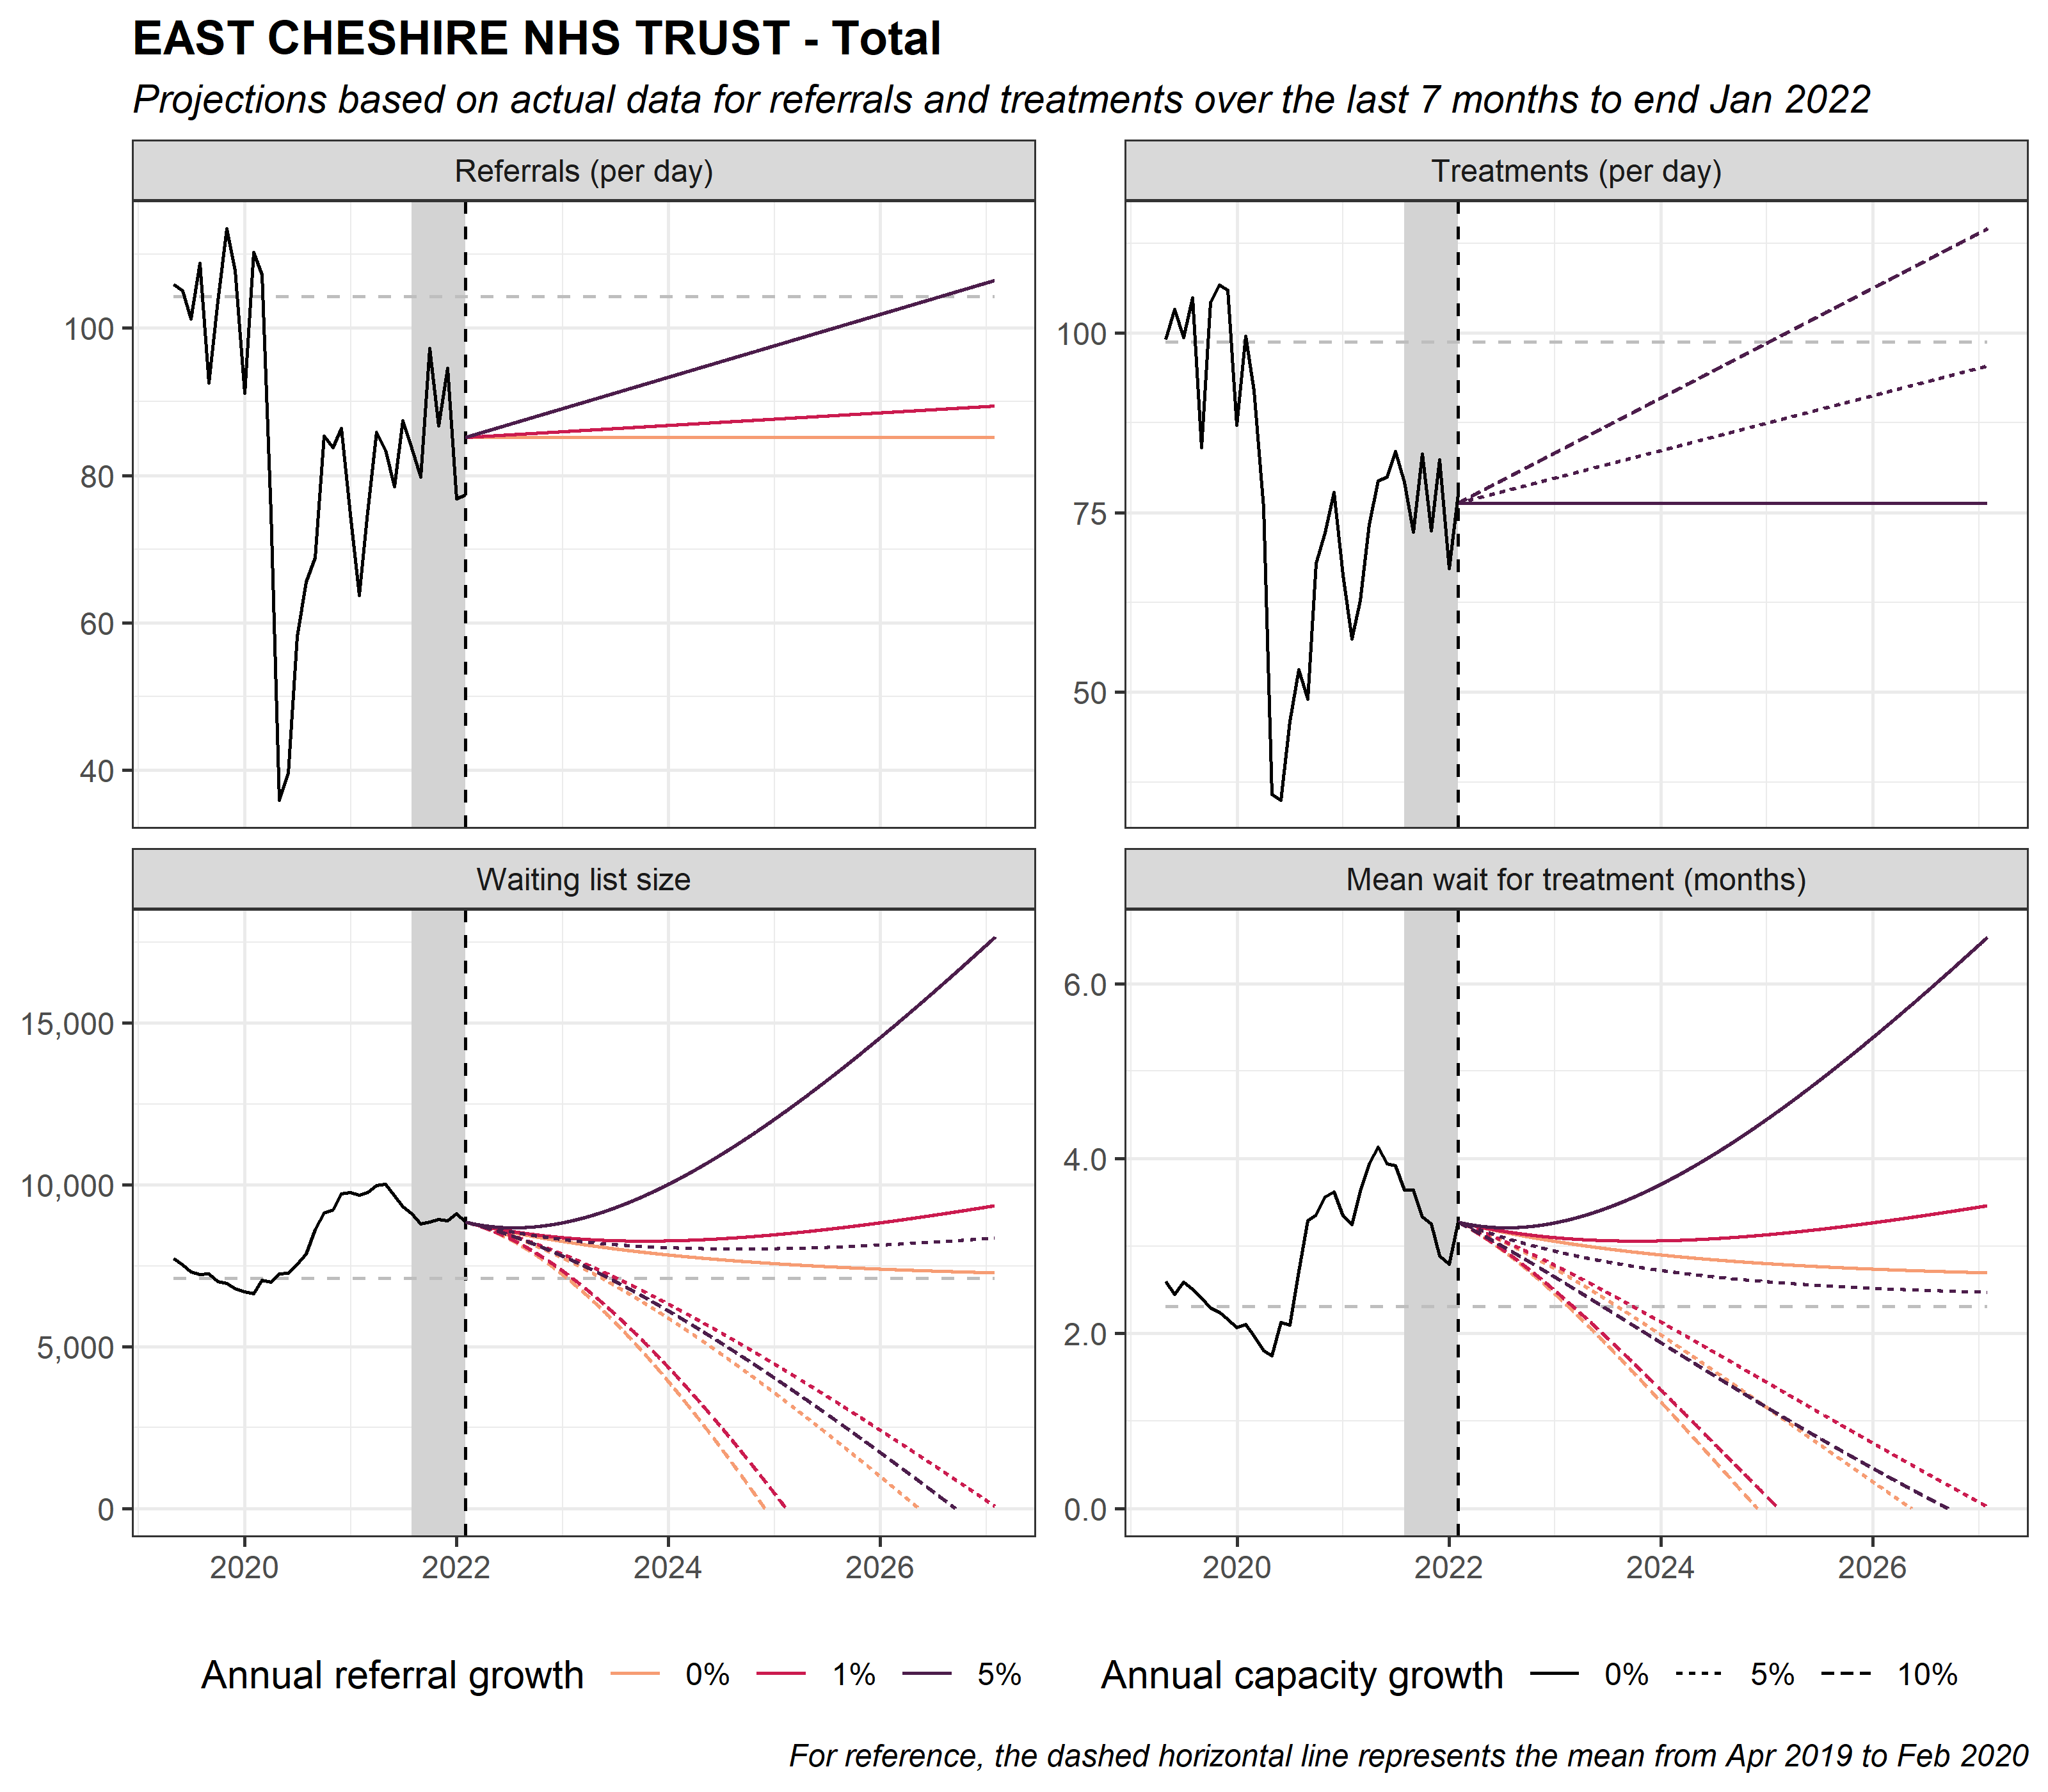 EAST CHESHIRE NHS TRUST - Total
Projections based on actual data for referrals and treatments over the last 7 months to end Jan 2022
Referrals (per day)
Treatments (per day)
100
80
60
40
100
75
50
Waiting list size
Mean wait for treatment (months)
15,000
10,000
5,000
0
6.0
4.0
2.0
0.0
2020 2022 2024 2026
2020 2022 2024 2026
Annual referral growth 0% 1% 5%
Annual capacity growth 0% 5% 10%
For reference, the dashed horizontal line represents the mean from Apr 2019 to Feb 2020